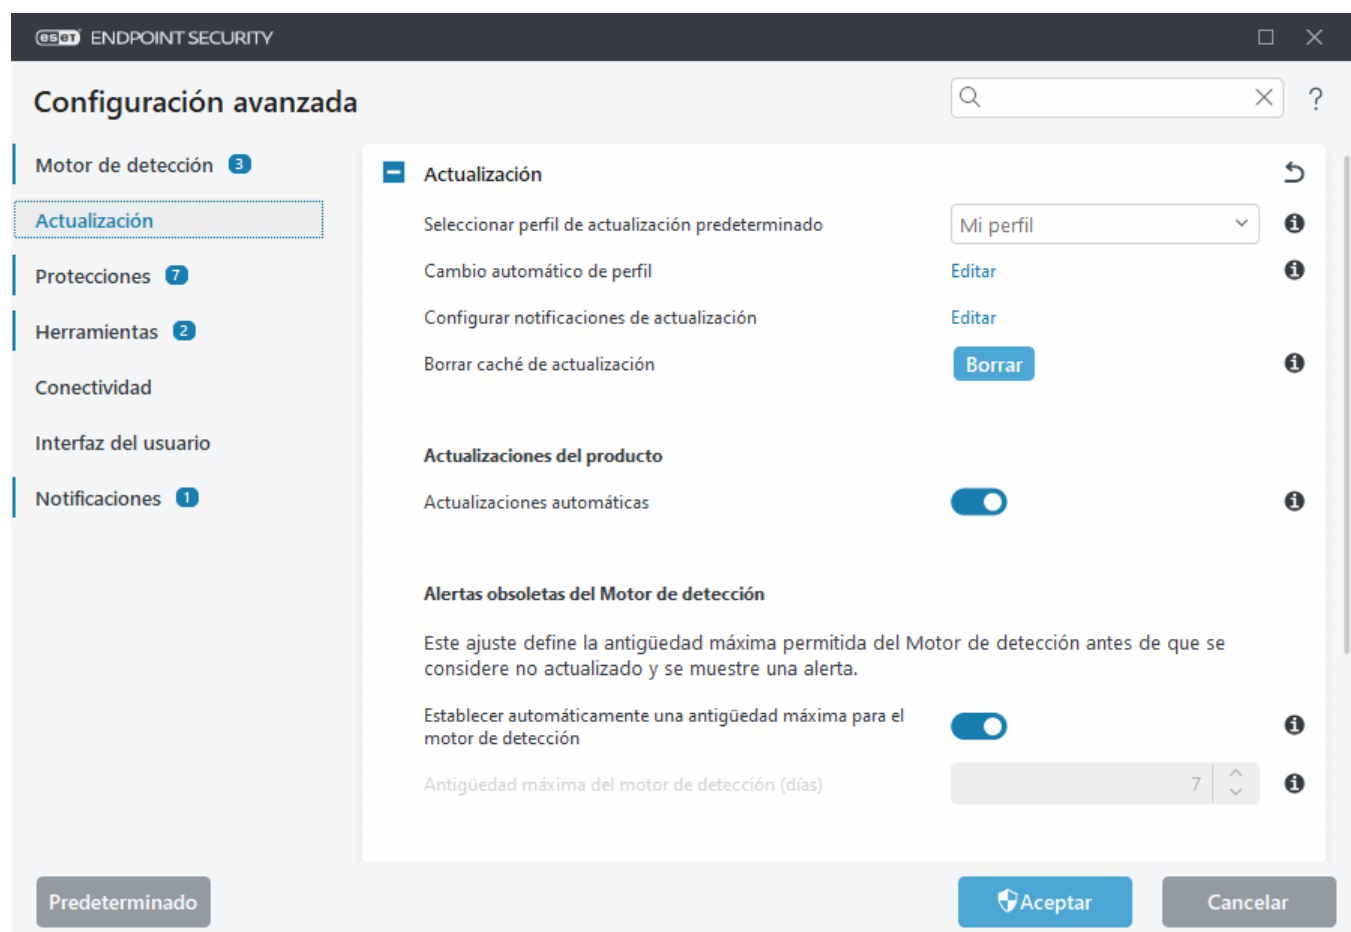 eset ENDPOINT SECURITY
Configuración avanzada
?
Motor de detección 3
Actualización
Protecciones 7
Herramientas 2
Conectividad
Interfaz del usuario
Notificaciones 1
Actualización
Seleccionar perfil de actualización predeterminado
Mi perfil
Cambio automático de perfil
Editar
Configurar notificaciones de actualización
Editar
Borrar caché de actualización
Borrar
Actualizaciones del producto
Actualizaciones automáticas
Alertas obsoletas del Motor de detección
Este ajuste define la antigüedad máxima permitida del Motor de detección antes de que se
considere no actualizado y se muestre una alerta.
Establecer automáticamente una antigüedad máxima para el
motor de detección
Antigüedad máxima del motor de detección (días)
7
Predeterminado
Aceptar
Cancelar